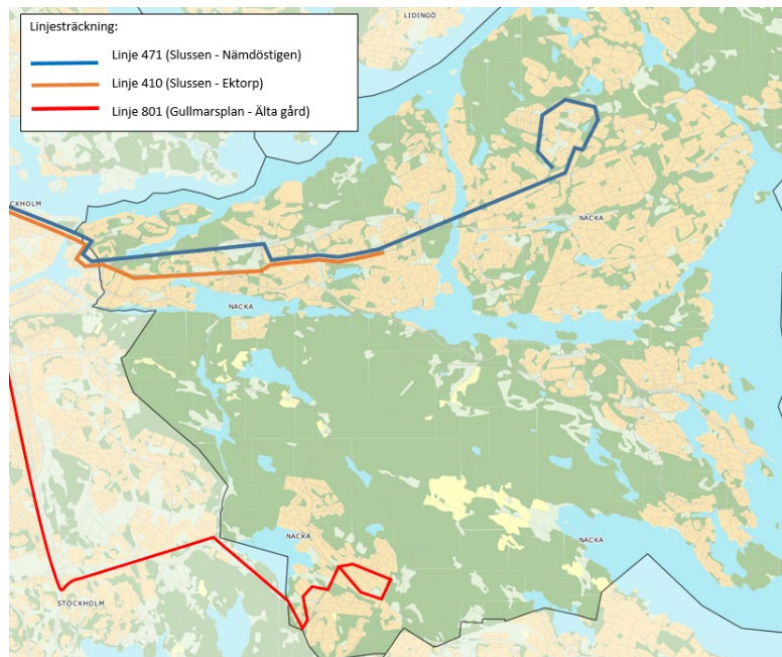 Linjesträckning:
Linje 471 (Slussen - Nämdöstigen)
Linje 410 (Slussen - Ektorp)
Linje 801 (Gullmarsplan - Älta gård)
LIDINGÖ
CKHOLM
NACKA
NACKA
NACKA
NACKA
STOCKHOLM